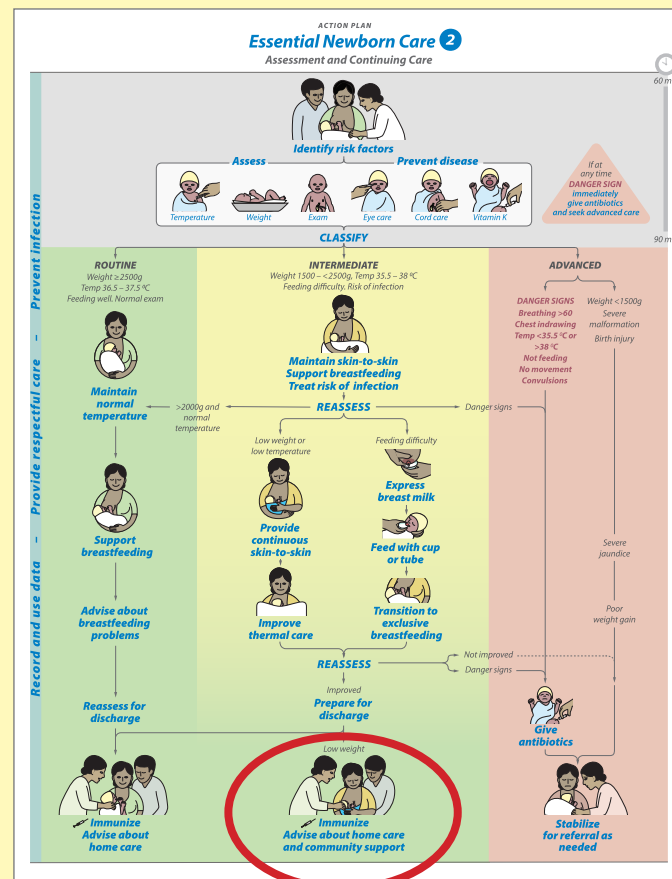 ACTION PLAN
Essential Newborn Care 2
Assessment and Continuing Care
60 m
Identify risk factors
Assess
Prevent disease
Temperature
Weight
Exam
Eye care
Cord care
Vitamin K
If at
any time
DANGER SIGN
immediately
give antibiotics
and seek advanced care
CLASSIFY
90 m
Record and use data – Provide respectful care – Prevent infection
ROUTINE
Weight ≥2500g
Temp 36.5 – 37.5 ºC
Feeding well. Normal exam
Maintain
normal
temperature
Support
breastfeeding
Advise about
breastfeeding
problems
Reassess for
discharge
Immunize
Advise about
home care
INTERMEDIATE
Weight 1500 – <2500g, Temp 35.5 – 38 ºC
Feeding difficulty. Risk of infection
Maintain skin-to-skin
Support breastfeeding
Treat risk of infection
>2000g and
normal
temperature
REASSESS
Danger signs
Low weight or
low temperature
Provide
continuous
skin-to-skin
Improve
thermal care
Feeding difficulty
Express
breast milk
Feed with cup
or tube
Transition to
exclusive
breastfeeding
REASSESS
Not improved
Danger signs
Improved
Prepare for
discharge
Low weight
Immunize
Advise about home care
and community support
ADVANCED
DANGER SIGNS
Breathing >60
Chest indrawing
Temp <35.5 ºC or
>38 ºC
Not feeding
No movement
Convulsions
Weight <1500g
Severe
malformation
Birth injury
Severe
jaundice
Poor
weight gain
Give
antibiotics
Stabilize
for referral as
needed